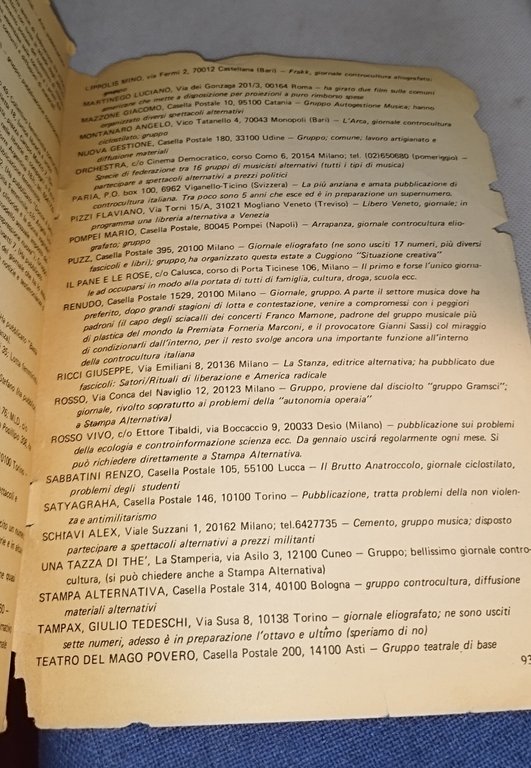 LIPPOLIS MINO, via Fermi 2, 70012 Castellana (Bari) — Frakk, giornale controcultura eliografato;
gruppo
MARTINEGO LUCIANO, Via dei Gonzaga 201/3, 00164 Roma — ha girato due film sulle comuni
americane che mette a disposizione per proiezioni a puro rimborso spese
MAZZONE GIACOMO, Casella Postale 10, 95100 Catania — Gruppo Autogestione Musica; hanno
organizzato diversi spettacoli alternativi
MONTANARO ANGELO, Vico Tatanello 4, 70043 Monopoli (Bari) — L'Arco, giornale controcultura
ciclostilato, gruppo
NUOVA GESTIONE, Casella Postale 180, 33100 Udine — Gruppo; comune; lavoro artigianato e
diffusione materiali
ORCHESTRA, c/o Cinema Democratico, corso Como 6, 20154 Milano; tel. (02)650680 (pomeriggio) —
Specie di federazione tra 16 gruppi di musicisti alternativi (tutti i tipi di musica)
partecipare a spettacoli alternativi a prezzi politici
PARIA, P.O. box 100, 6962 Viganello-Ticino (Svizzera) — La più anziana e amata pubblicazione di
controcultura italiana. Tra poco sono 5 anni che esce ed è in preparazione un supernumero,
PIZZI FLAVIANO, Via Torni 15/A, 31021 Mogliano Veneto (Treviso) — Libero Veneto, giornale; in
programma una libreria alternativa a Venezia
POMPEI MARIO, Casella Postale, 80045 Pompei (Napoli) — Arrapanza, giornale controcultura elio-
grafato; gruppo
PUZZ, Casella Postale 395, 20100 Milano — Giornale eliografato (ne sono usciti 17 numeri, più diversi
fascicoli e libri); gruppo, ha organizzato questa estate a Cuggiono "Situazione creativa"
IL PANE E LE ROSE, c/o Calusca, corso di Porta Ticinese 106, Milano — Il primo e forse l'unico giorna-
le ad occuparsi in modo alla portata di tutti di famiglia, cultura, droga, scuola ecc.
RENUDO, Casella Postale 1529, 20100 Milano — Giornale, gruppo. A parte il settore musica dove ha
preferito, dopo grandi stagioni di lotta e contestazione, venire a compromessi con i peggiori
padroni (il capo degli sciacalli dei concerti Franco Mamone, padrone del gruppo musicale più
di plastica del mondo la Premiata Forneria Marconi, e il provocatore Gianni Sassi) col miraggio
di condizionarli dall'interno, per il resto svolge ancora una importante funzione all'interno
della controcultura italiana
RICCI GIUSEPPE, Via Emiliani 8, 20136 Milano — La Stanza, editrice alternativa; ha pubblicato due
fascicoli: Satori/Rituali di liberazione e America radicale
ROSSO, Via Conca del Naviglio 12, 20123 Milano — Gruppo, proviene dal disciolto "gruppo Gramsci";
giornale, rivolto sopratutto ai problemi della "autonomia operaia"
a Stampa Alternativa)
ROSSO VIVO, c/o Ettore Tibaldi, via Boccaccio 9, 20033 Desio (Milano) — pubblicazione sui problemi
della ecologia e controinformazione scienza ecc. Da gennaio uscirá regolarmente ogni mese. Si
può richiedere direttamente a Stampa Alternativa.
SABBATINI RENZO, Casella Postale 105, 55100 Lucca — Il Brutto Anatroccolo, giornale ciclostilato,
problemi degli studenti
SATYAGRAHA, Casella Postale 146, 10100 Torino — Pubblicazione, tratta problemi della non violen-
za e antimilitarismo
SCHIAVI ALEX, Viale Suzzani 1, 20162 Milano; tel.6427735 — Cemento, gruppo musica; disposto
partecipare a spettacoli alternativi a prezzi militanti
UNA TAZZA DI THE', La Stamperia, via Asilo 3, 12100 Cuneo — Gruppo; bellissimo giornale contro-
cultura, (si può chiedere anche a Stampa Alternativa)
STAMPA ALTERNATIVA, Casella Postale 314, 40100 Bologna — gruppo controcultura, diffusione
materiali alternativi
TAMPAX, GIULIO TEDESCHI, Via Susa 8, 10138 Torino — giornale eliografato; ne sono usciti
sette numeri, adesso è in preparazione l'ottavo e ultimo (speriamo di no)
TEATRO DEL MAGO POVERO, Casella Postale 200, 14100 Asti — Gruppo teatrale di base
93